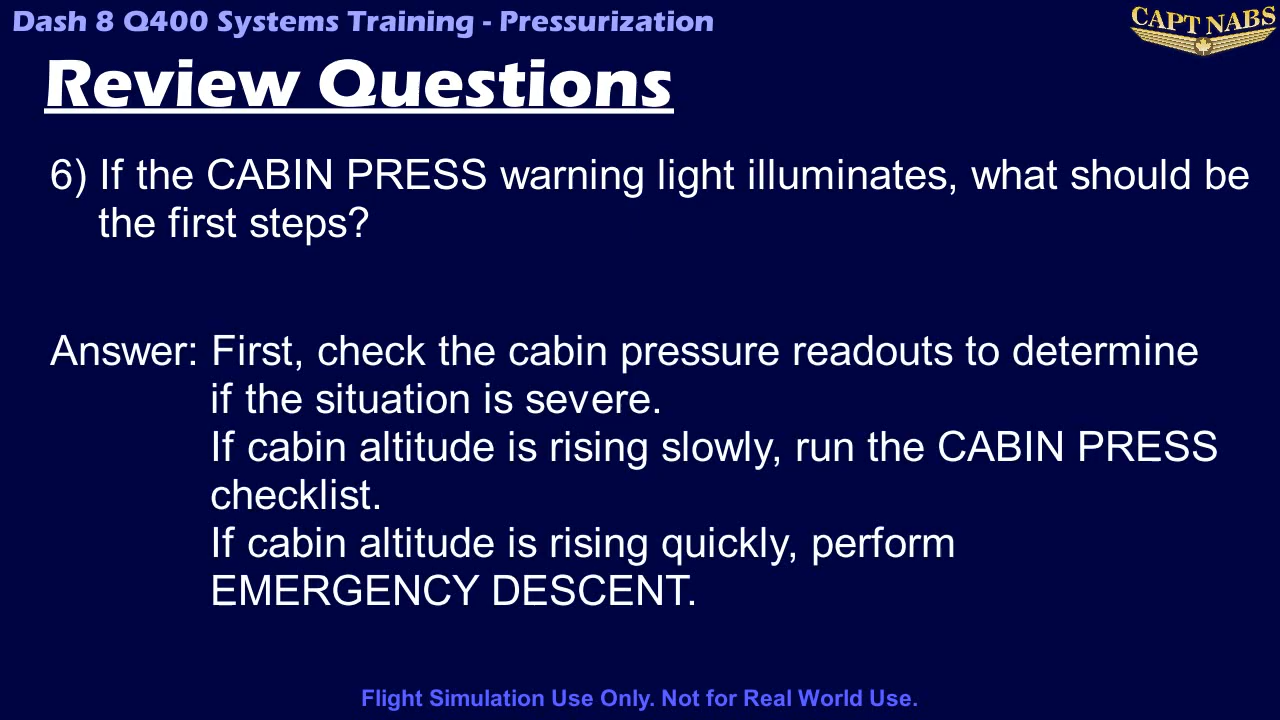 Dash 8 Q400 Systems Training - Pressurization
CAPT NABS
Review Questions
6) If the CABIN PRESS warning light illuminates, what should be
the first steps?
Answer: First, check the cabin pressure readouts to determine
if the situation is severe.
If cabin altitude is rising slowly, run the CABIN PRESS
checklist.
If cabin altitude is rising quickly, perform
EMERGENCY DESCENT.
Flight Simulation Use Only. Not for Real World Use.